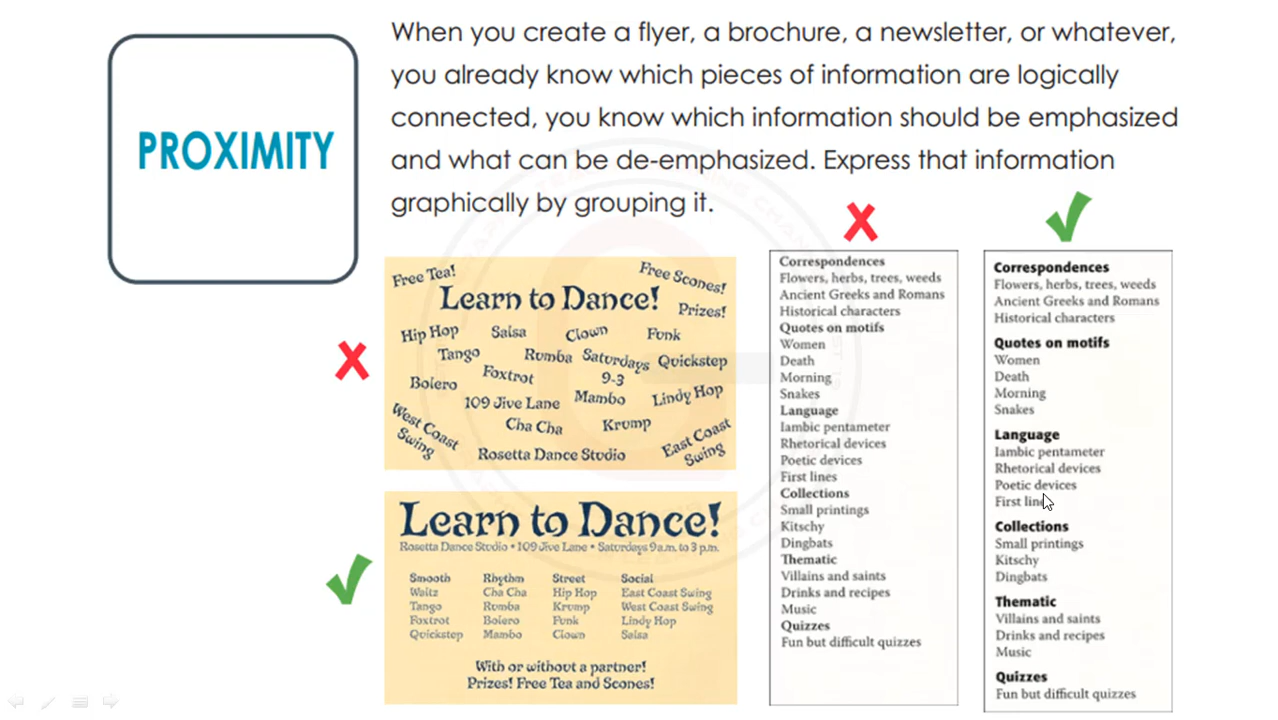 PROXIMITY
When you create a flyer, a brochure, a newsletter, or whatever,
you already know which pieces of information are logically
connected, you know which information should be emphasized
and what can be de-emphasized. Express that information
graphically by grouping it.
Free Tea!
Free Scones!
Learn to Dance!
Prizes!
Hip Hop Salsa Clown Funk
Tango Rumba Saturdays Quickstep
9-3
Bolero Foxtrot
109 Jive Lane Mambo Lindy Hop
West Coast
Swing
Cha Cha Krump
East Coast
Swing
Rosetta Dance Studio
Learn to Dance!
Rosetta Dance Studio • 109 Jive Lane • Saturdays 9 a.m. to 3 p.m.
Smooth Rhythm Street Social
Waltz Cha Cha Hip Hop East Coast Swing
Tango Rumba Krump West Coast Swing
Foxtrot Bolero Funk Lindy Hop
Quickstep Mambo Clown Salsa
With or without a partner!
Prizes! Free Tea and Scones!
Correspondences
Flowers, herbs, trees, weeds
Ancient Greeks and Romans
Historical characters
Quotes on motifs
Women
Death
Morning
Snakes
Language
Iambic pentameter
Rhetorical devices
Poetic devices
First lines
Collections
Small printings
Kitschy
Dingbats
Thematic
Villains and saints
Drinks and recipes
Music
Quizzes
Fun but difficult quizzes
Correspondences
Flowers, herbs, trees, weeds
Ancient Greeks and Romans
Historical characters
Quotes on motifs
Women
Death
Morning
Snakes
Language
Iambic pentameter
Rhetorical devices
Poetic devices
First lines
Collections
Small printings
Kitschy
Dingbats
Thematic
Villains and saints
Drinks and recipes
Music
Quizzes
Fun but difficult quizzes